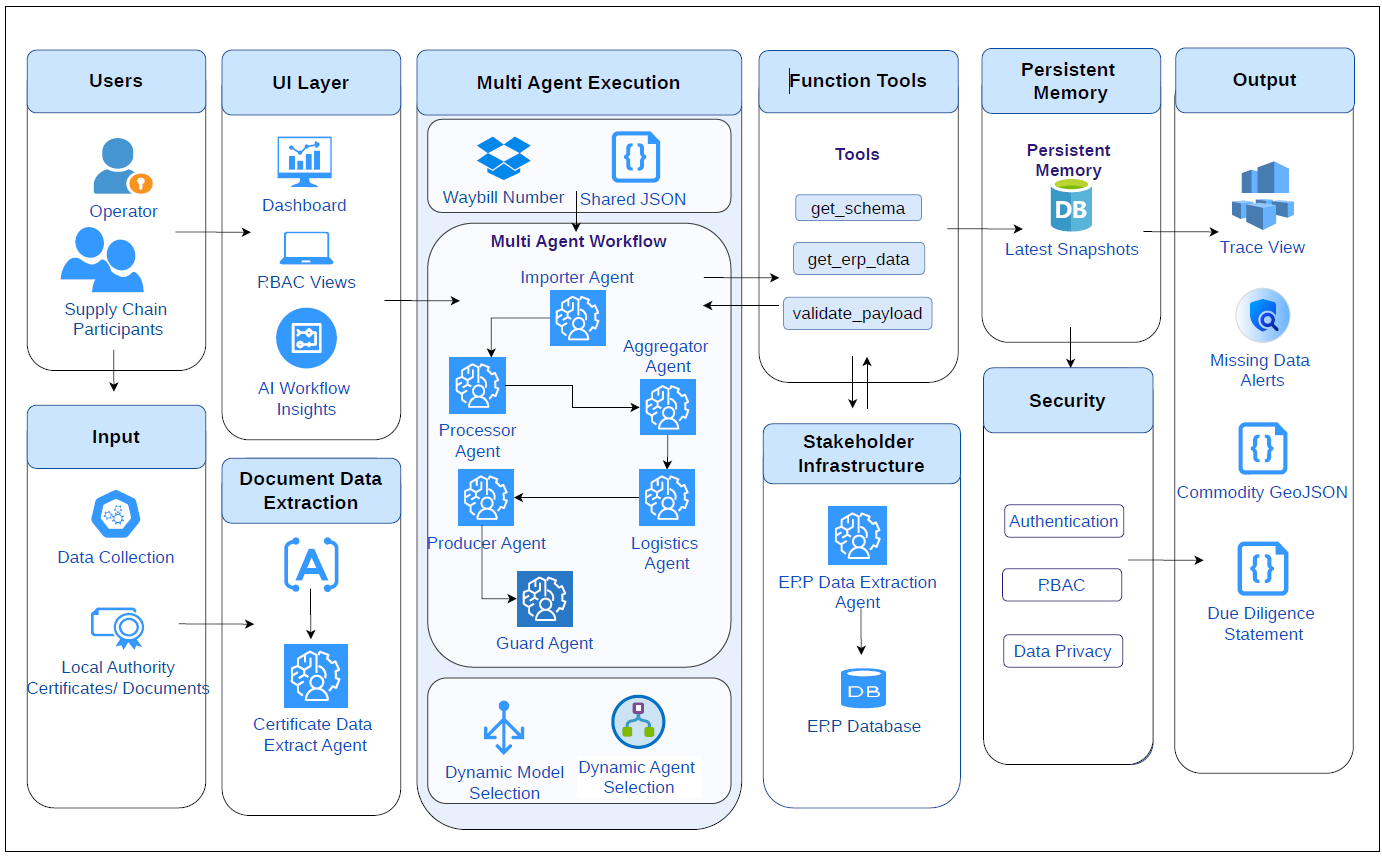 Users
Operator
Supply Chain
Participants
Input
Data Collection
Local Authority
Certificates/ Documents
UI Layer
Dashboard
RBAC Views
AI Workflow
Insights
Document Data
Extraction
A
Certificate Data
Extract Agent
Multi Agent Execution
Waybill Number
Shared JSON
Multi Agent Workflow
Importer Agent
Aggregator
Agent
Processor
Agent
Producer Agent
Logistics
Agent
Guard Agent
Dynamic Model
Selection
Dynamic Agent
Selection
Function Tools
Tools
get_schema
get_erp_data
validate_payload
Stakeholder
Infrastructure
ERP Data Extraction
Agent
DB
ERP Database
Persistent
Memory
Persistent
Memory
DB
Latest Snapshots
Security
Authentication
RBAC
Data Privacy
Output
Trace View
Missing Data
Alerts
Commodity GeoJSON
Due Diligence
Statement